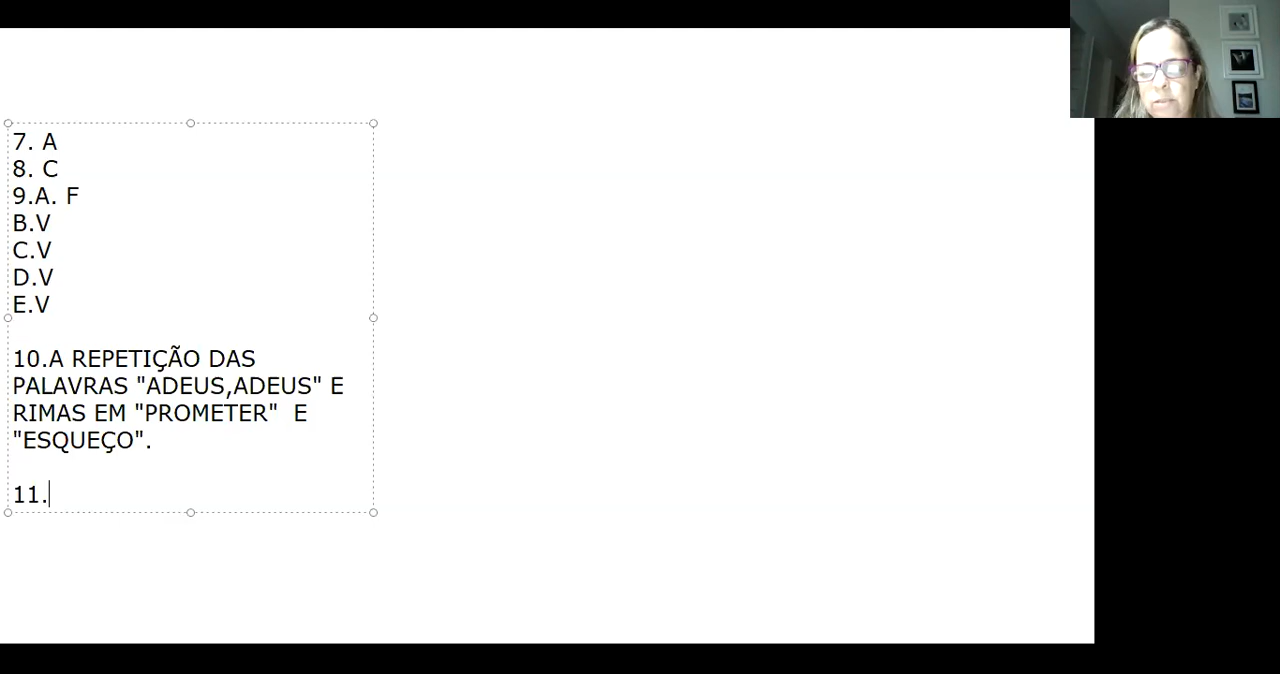 7. A
8. C
9.A. F
B.V
C.V
D.V
E.V
10.A REPETIÇÃO DAS
PALAVRAS "ADEUS,ADEUS" E
RIMAS EM "PROMETER"  E
"ESQUEÇO".
11.